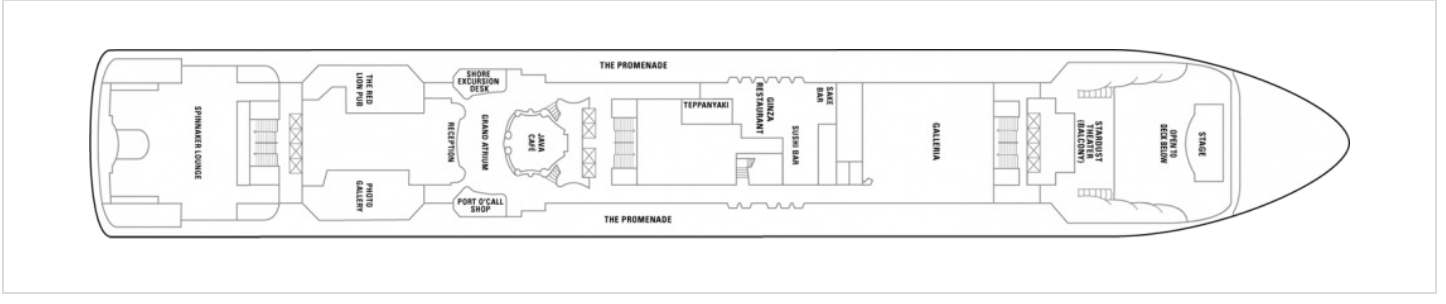 THE PROMENADE
SPINNAKER LOUNGE
THE RED
LION PUB
PHOTO
GALLERY
RECEPTION
SHORE
EXCURSION
DESK
GRAND ATRIUM
PORT O'CALL
SHOP
JAVA
CAFÉ
TEPPANYAKI
GINZA
RESTAURANT
SUSHI BAR
SAKE
BAR
GALLERIA
STARDUST
THEATER
(BALCONY)
OPEN TO
DECK BELOW
STAGE
THE PROMENADE